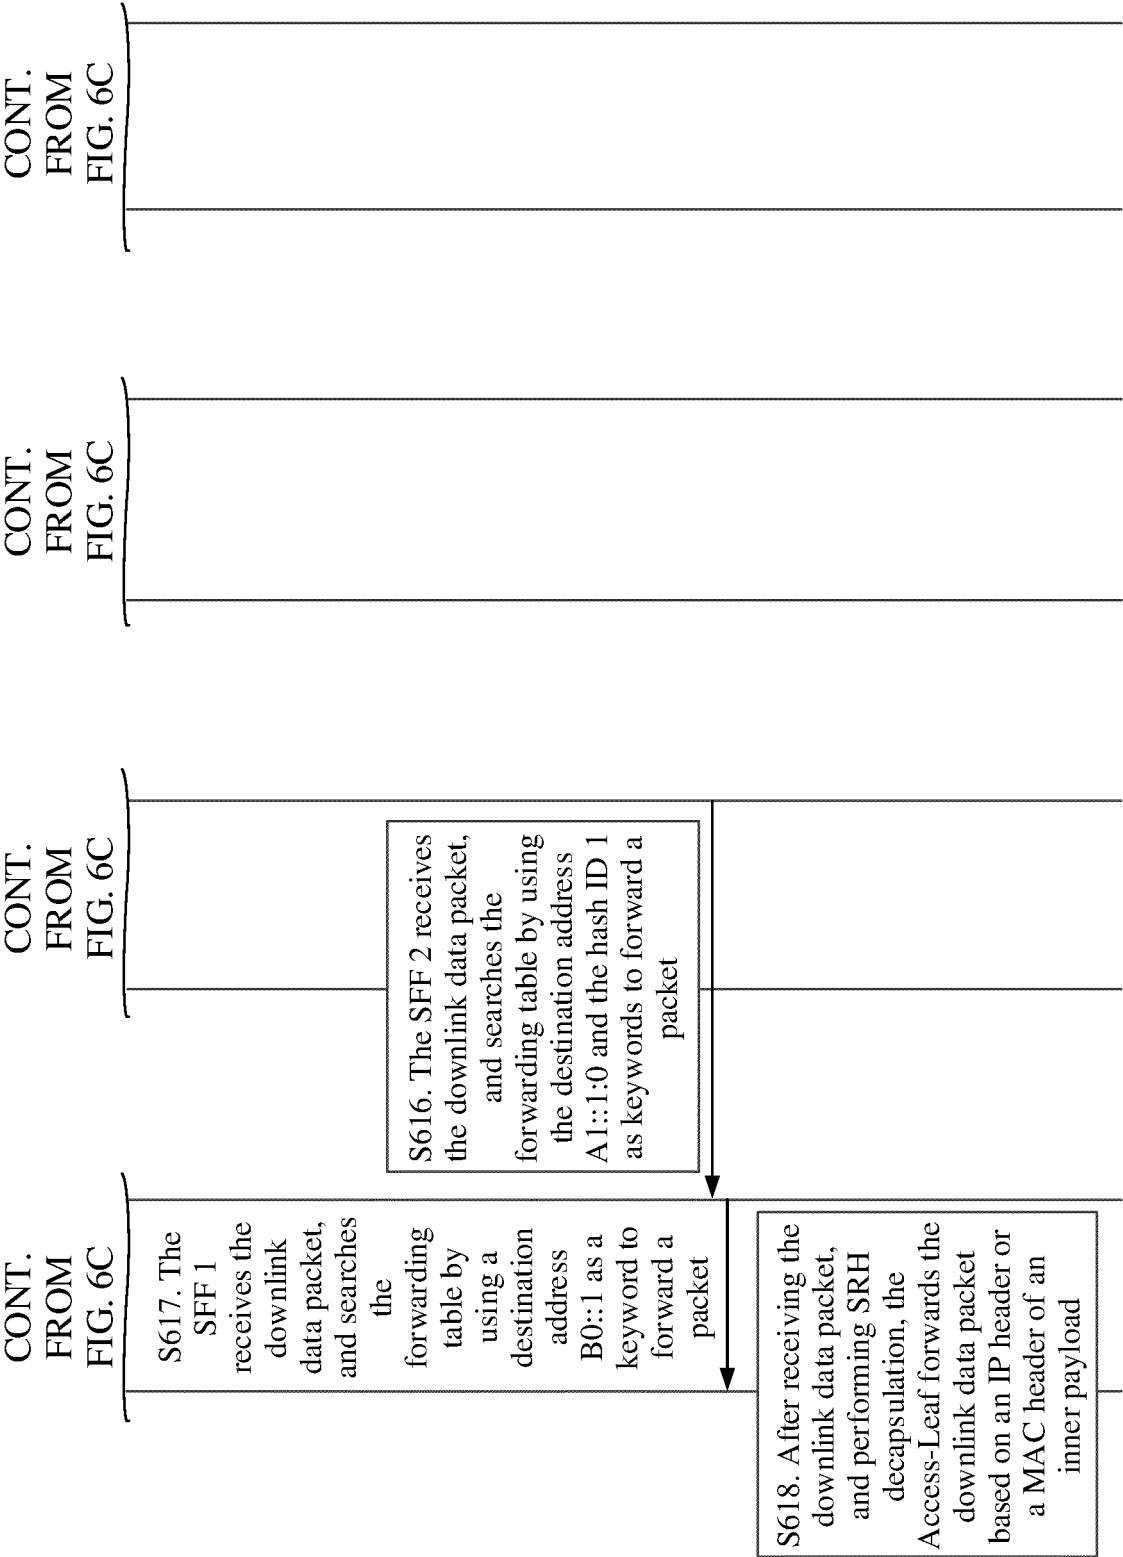 CONT.
FROM
FIG. 6C
CONT.
FROM
FIG. 6C
CONT.
FROM
FIG. 6C
CONT.
FROM
FIG. 6C
S617. The
SFF 1
receives the
downlink
data packet,
and searches
the
forwarding
table by
using a
destination
address
B0::1 as a
keyword to
forward a
packet
S616. The SFF 2 receives
the downlink data packet,
and searches the
forwarding table by using
the destination address
A1::1:0 and the hash ID 1
as keywords to forward a
packet
S618. After receiving the
downlink data packet,
and performing SRH
decapsulation, the
Access-Leaf forwards the
downlink data packet
based on an IP header or
a MAC header of an
inner payload